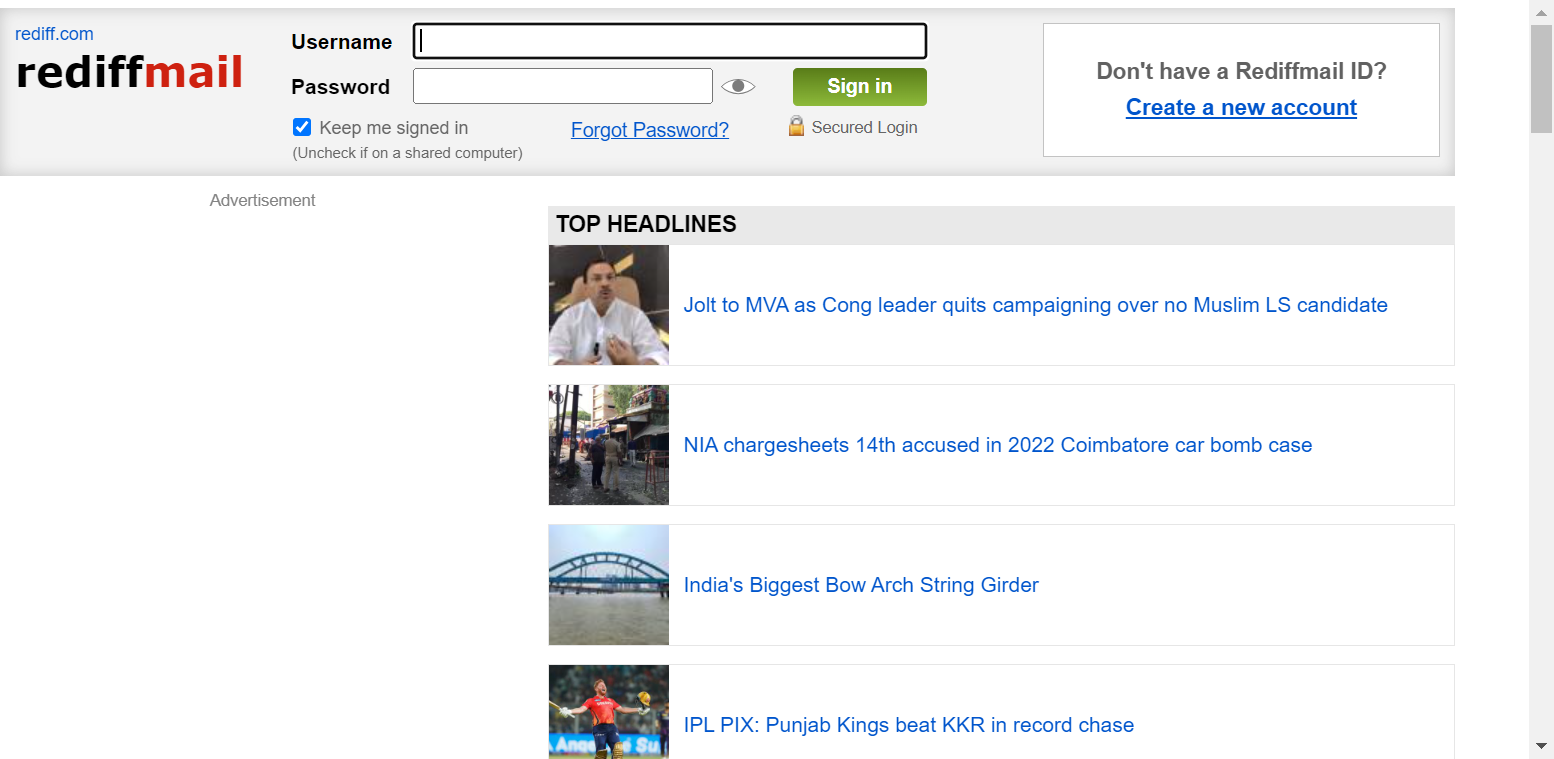 rediff.com
rediffmail
Username
Password
Sign in
Keep me signed in
(Uncheck if on a shared computer)
Forgot Password?
Secured Login
Don't have a Rediffmail ID?
Create a new account
Advertisement
TOP HEADLINES
Jolt to MVA as Cong leader quits campaigning over no Muslim LS candidate
NIA chargesheets 14th accused in 2022 Coimbatore car bomb case
India's Biggest Bow Arch String Girder
IPL PIX: Punjab Kings beat KKR in record chase